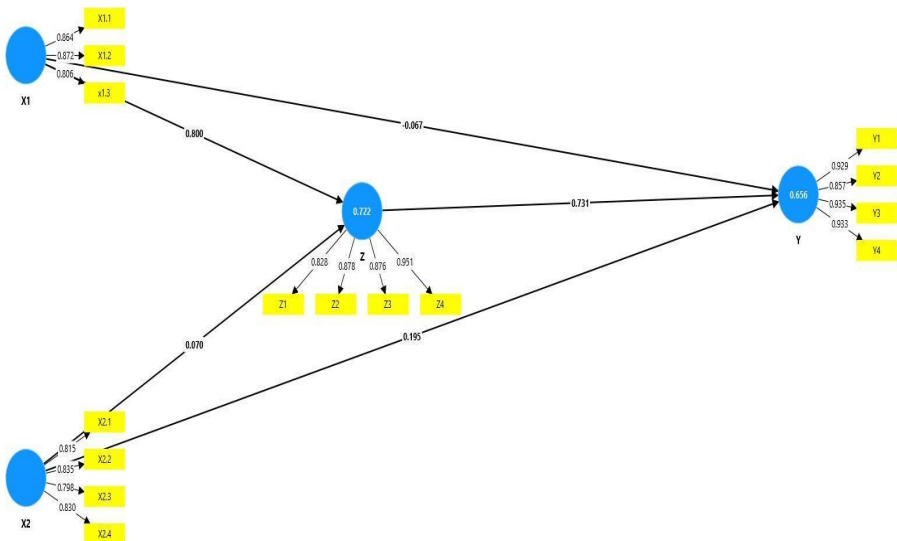 X1.1
0.864
X1.2
0.872
0.806
x1.3
X1
-0.067
0.800
Y1
0.929
Y2
0.857
0.656
0.935
Y3
0.933
Y
Y4
0.722
0.731
Z
0.828
0.878
0.876
0.951
Z1
Z2
Z3
Z4
0.195
0.070
X2.1
0.815
X2.2
0.835
0.798
X2.3
0.830
X2
X2.4